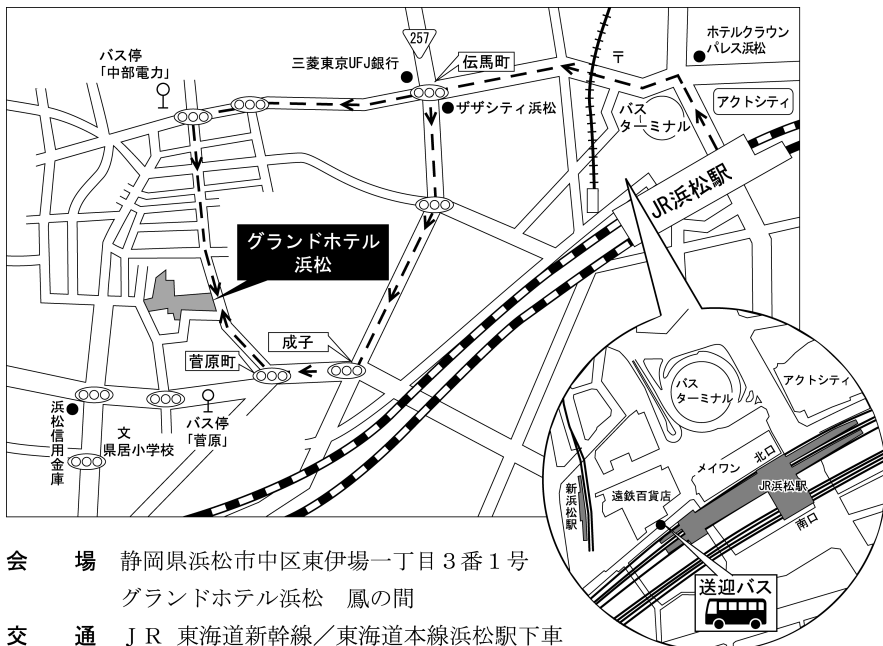 257
バス停
「中部電力」
三菱東京UFJ銀行
伝馬町
〒
ホテルクラウン
パレス浜松
ザザシティ浜松
バス
ターミナル
アクトシティ
JR浜松駅
グランドホテル
浜松
成子
菅原町
浜松信用金庫
文
県居小学校
バス停
「菅原」
バス
ターミナル
アクトシティ
メイワン
北口
JR浜松駅
遠鉄百貨店
新浜松駅
南口
送迎バス
会　場　静岡県浜松市中区東伊場一丁目３番１号
グランドホテル浜松　鳳の間
交　通　ＪＲ 東海道新幹線／東海道本線浜松駅下車